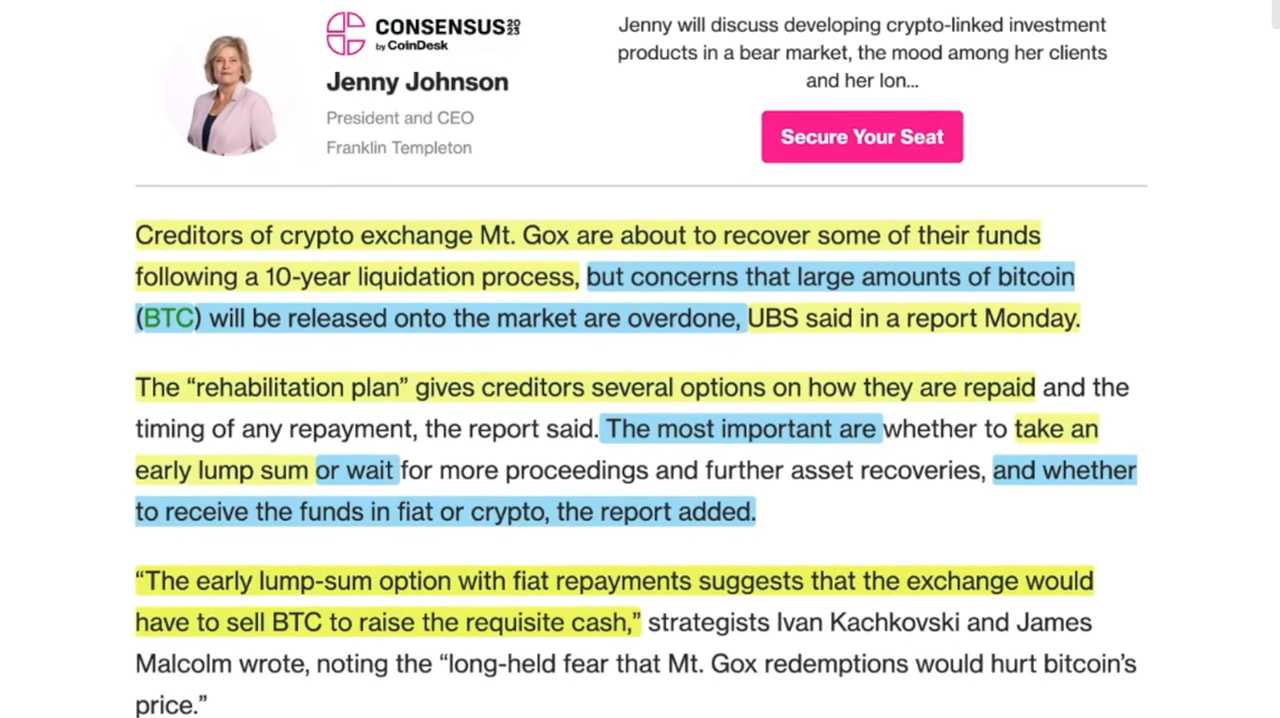 CONSENSUS 2023
by CoinDesk
Jenny Johnson
President and CEO
Franklin Templeton
Jenny will discuss developing crypto-linked investment
products in a bear market, the mood among her clients
and her lon...
Secure Your Seat
Creditors of crypto exchange Mt. Gox are about to recover some of their funds
following a 10-year liquidation process, but concerns that large amounts of bitcoin
(BTC) will be released onto the market are overdone, UBS said in a report Monday.
The “rehabilitation plan” gives creditors several options on how they are repaid and the
timing of any repayment, the report said. The most important are whether to take an
early lump sum or wait for more proceedings and further asset recoveries, and whether
to receive the funds in fiat or crypto, the report added.
“The early lump-sum option with fiat repayments suggests that the exchange would
have to sell BTC to raise the requisite cash,” strategists Ivan Kachkovski and James
Malcolm wrote, noting the “long-held fear that Mt. Gox redemptions would hurt bitcoin’s
price.”